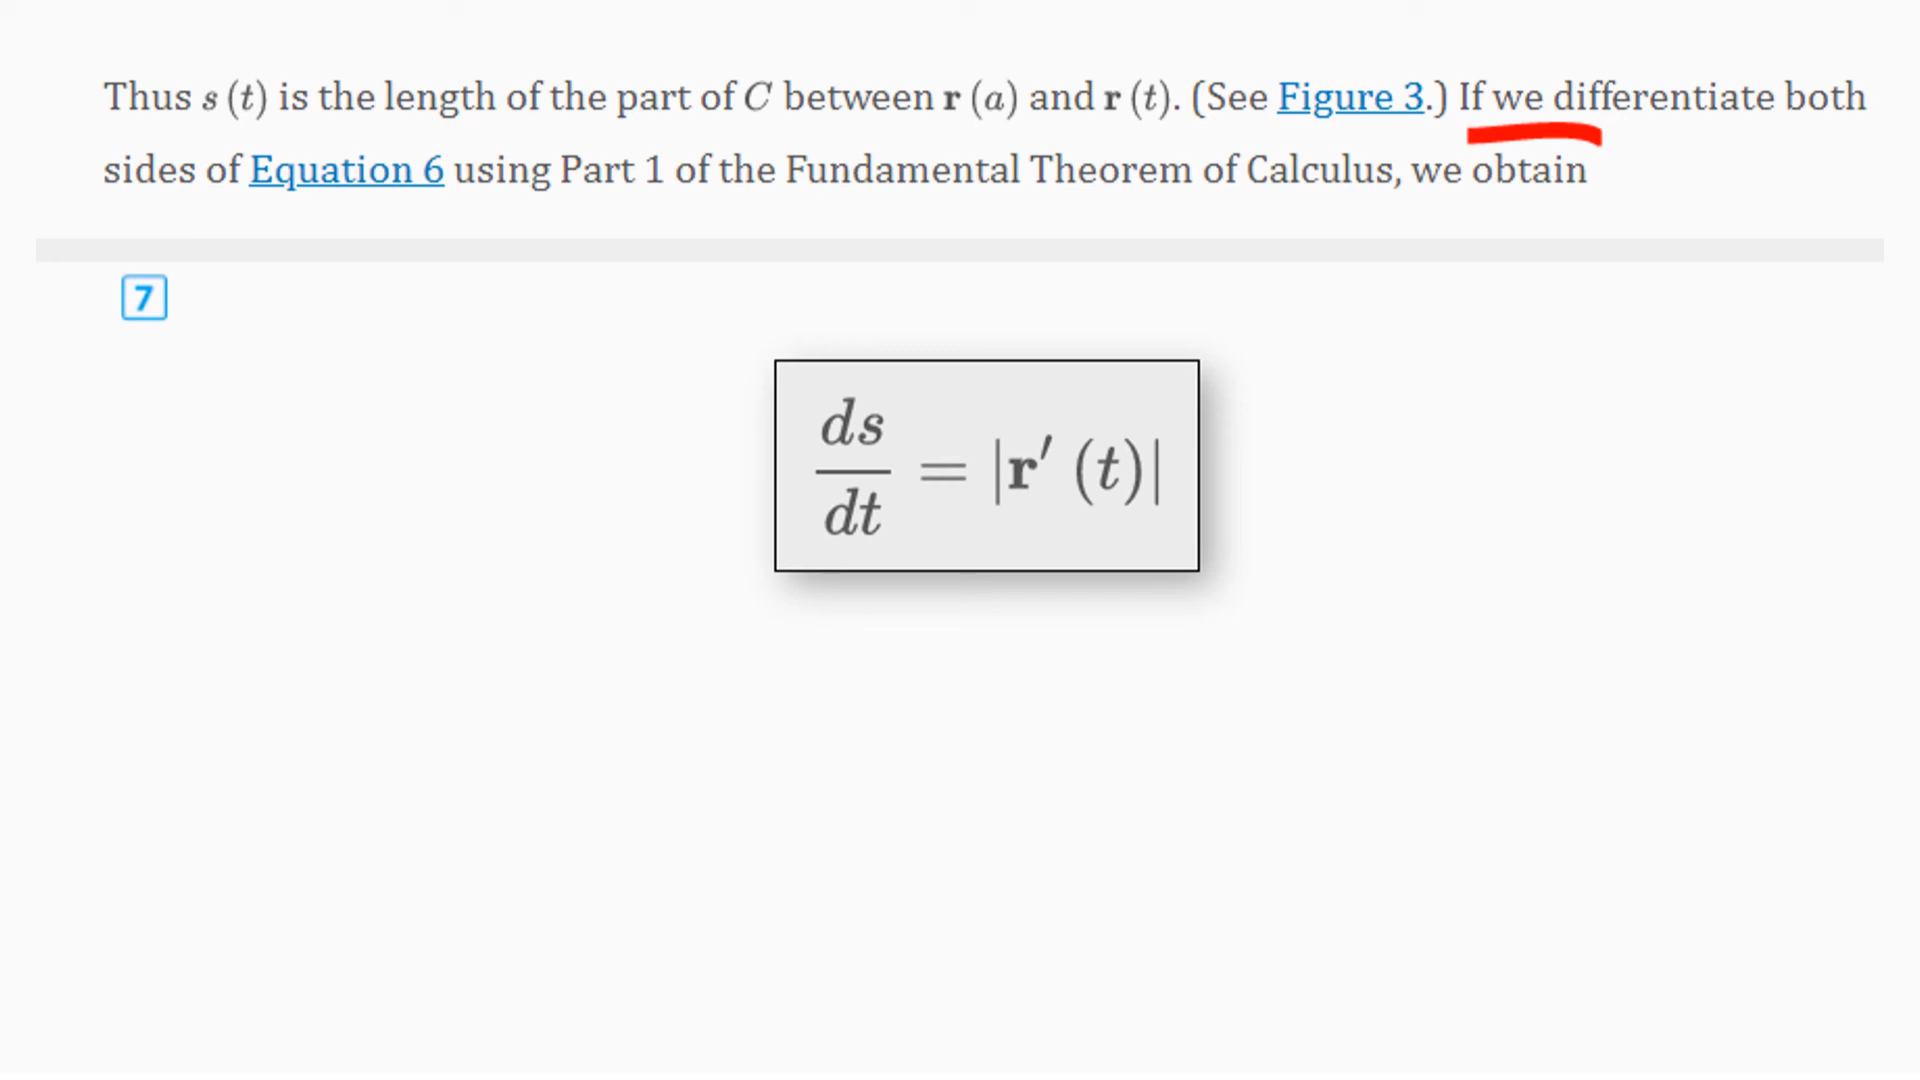 Thus s (t) is the length of the part of C between r (a) and r (t). (See Figure 3.) If we differentiate both
sides of Equation 6 using Part 1 of the Fundamental Theorem of Calculus, we obtain
7
ds/dt = |r′ (t)|